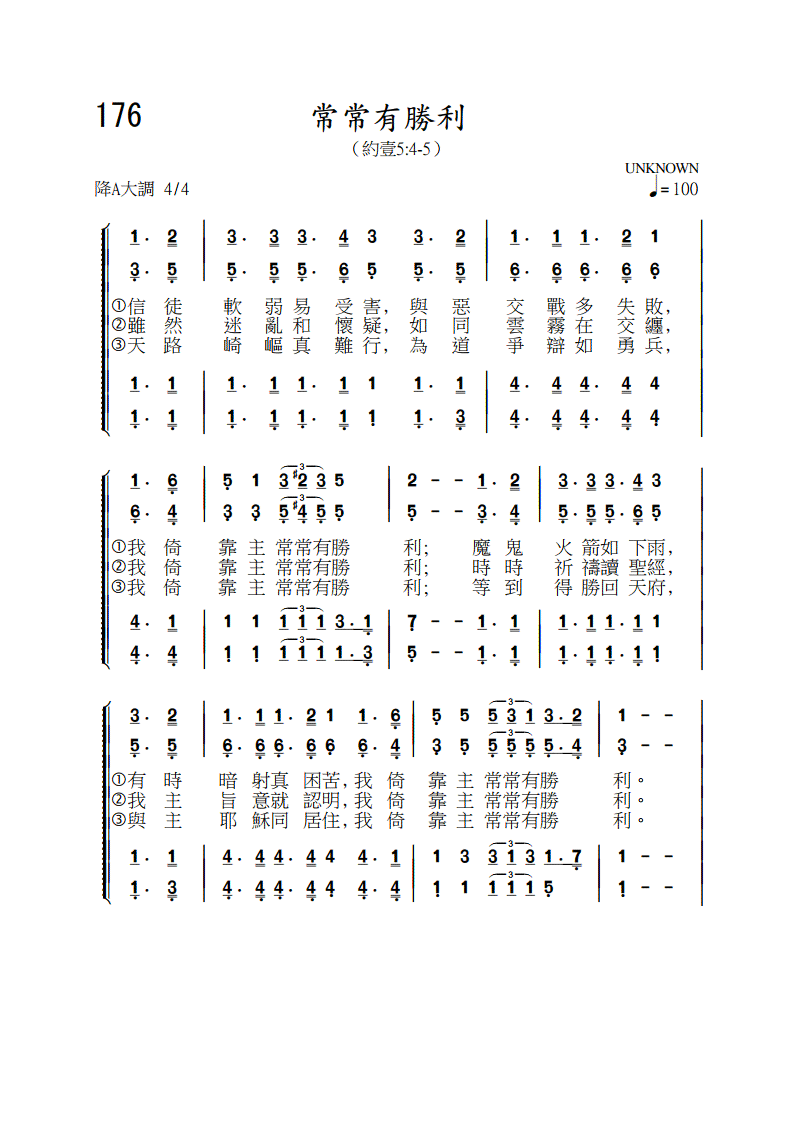 176
常常有勝利
（約壹5:4-5）
UNKNOWN
降A大調 4/4
♩= 100
1· 2 | 3· 3 3· 4 3 3· 2 | 1· 1 1· 2 1
3· 5 | 5· 5 5· 6 5 5· 5 | 6· 6 6· 6 6
①信 徒 軟 弱 易 受 害，與 惡 交 戰 多 失 敗，
②雖 然 迷 亂 和 懷 疑，如 同 雲 霧 在 交 纏，
③天 路 崎 嶇 真 難 行，為 道 爭 辯 如 勇 兵，
1· 1 | 1· 1 1· 1 1 1· 1 | 4· 4 4· 4 4
1· 1 | 1· 1 1· 1 1 1· 3 | 4· 4 4· 4 4
1· 6 | 5 1 3 #2 3 5 | 2 - - 1· 2 | 3· 3 3· 4 3
6· 4 | 3 3 5 #4 5 5 | 5 - - 3· 4 | 5· 5 5· 6 5
①我 倚 靠 主 常常有勝 利；魔 鬼 火 箭如 下雨，
②我 倚 靠 主 常常有勝 利；時 時 祈 禱讀 聖經，
③我 倚 靠 主 常常有勝 利；等 到 得 勝回 天府，
4· 1 | 1 1 1 1 1 3·1 | 7 - - 1· 1 | 1· 1 1· 1 1
4· 4 | 1 1 1 1 1 1·3 | 5 - - 1· 1 | 1· 1 1· 1 1
3· 2 | 1· 1 1· 2 1 1· 6 | 5 5 5 3 1 3·2 | 1 - -
5· 5 | 6· 6 6· 6 6 6· 4 | 3 5 5 5 5 5·4 | 3 - -
①有 時 暗 射真 困苦，我 倚 靠 主 常常有勝 利。
②我 主 旨 意就 認明，我 倚 靠 主 常常有勝 利。
③與 主 耶 穌同 居住，我 倚 靠 主 常常有勝 利。
1· 1 | 4· 4 4· 4 4 4· 1 | 1 3 3 1 3 1·7 | 1 - -
1· 3 | 4· 4 4· 4 4 4· 4 | 1 1 1 1 1 5 | 1 - -